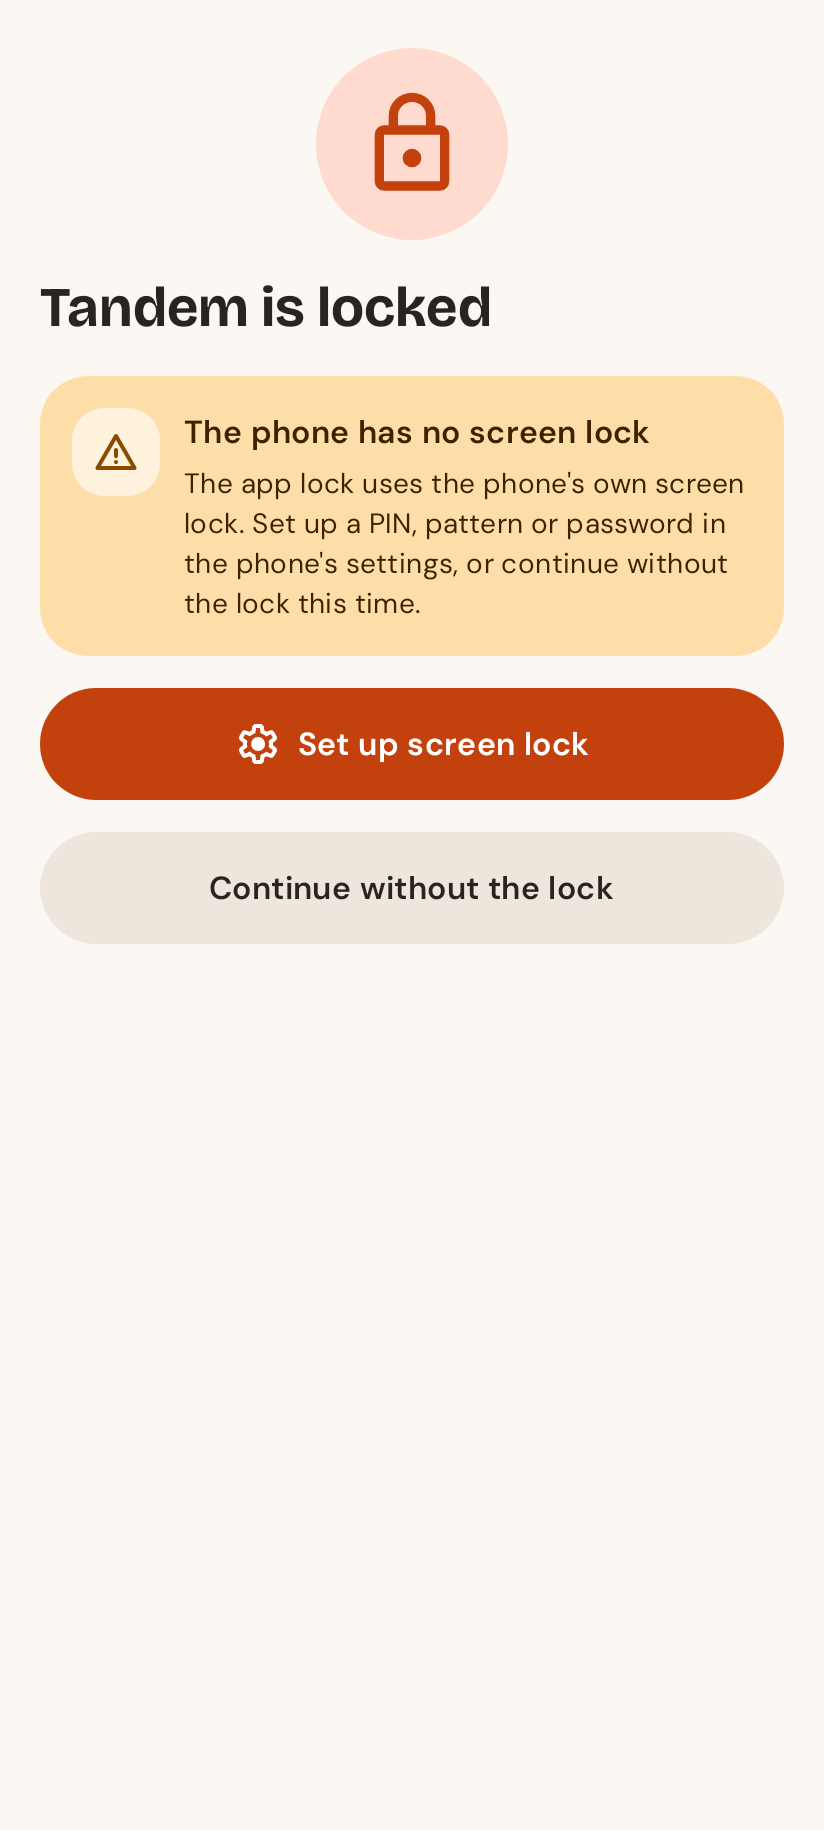 Tandem is locked
The phone has no screen lock
The app lock uses the phone's own screen
lock. Set up a PIN, pattern or password in
the phone's settings, or continue without
the lock this time.
Set up screen lock
Continue without the lock